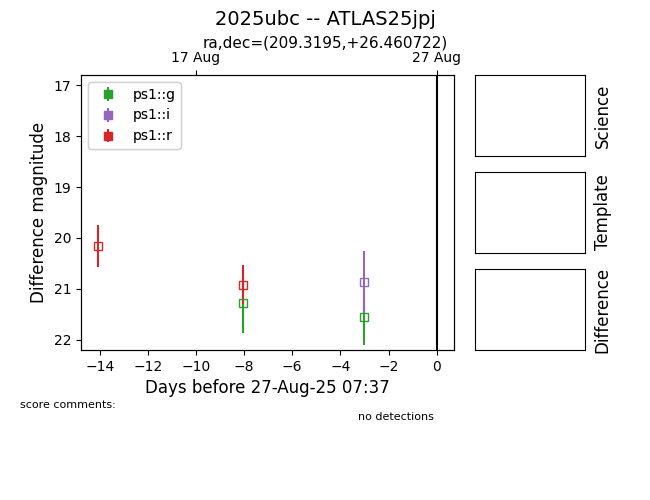 2025ubc -- ATLAS25jpj
ra,dec=(209.3195,+26.460722)
17 Aug
27 Aug
ps1::g
ps1::i
ps1::r
17
18
19
20
21
22
Difference magnitude
−14
−12
−10
−8
−6
−4
−2
0
Days before 27-Aug-25 07:37
Science
Template
Difference
score comments:
no detections